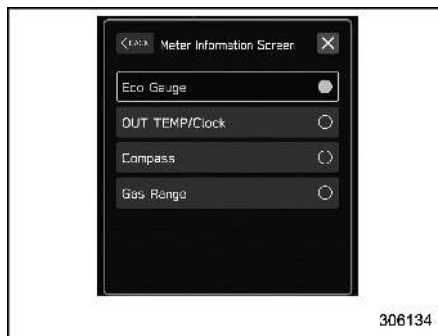 BACK Meter Information Screen X
Eco Gauge
OUT TEMP/Clock
Compass
Gas Range
306134